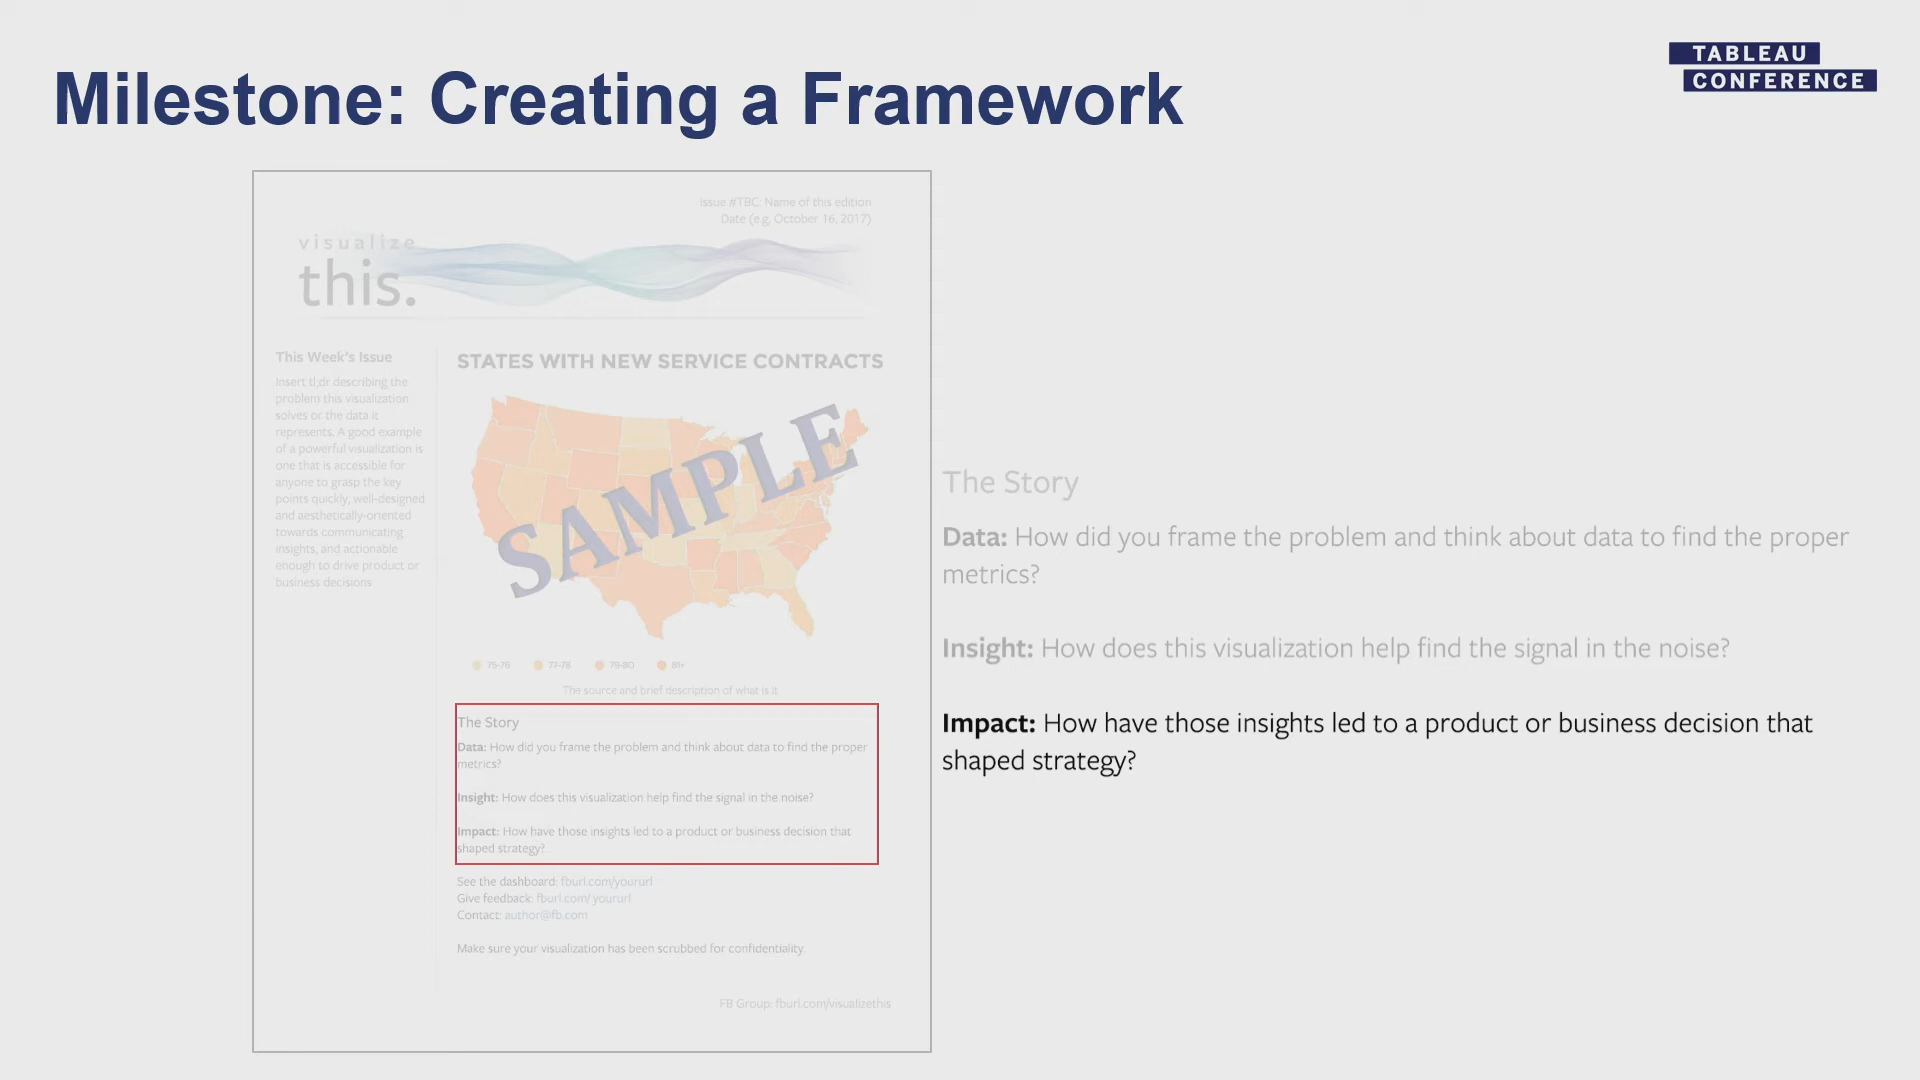 Milestone: Creating a Framework
TABLEAU
CONFERENCE
Issue #TBC: Name of this edition
Date (e.g. October 16, 2017)
visualize
this.
This Week's Issue
Insert tl;dr describing the
problem this visualization
solves or the data it
represents. A good example
of a powerful visualization is
one that is accessible for
anyone to grasp the key
points quickly, well-designed
and aesthetically-oriented
towards communicating
insights, and actionable
enough to drive product or
business decisions
STATES WITH NEW SERVICE CONTRACTS
SAMPLE
75-76
77-78
79-80
81+
The source and brief description of what is it
The Story
Data: How did you frame the problem and think about data to find the proper
metrics?
Insight: How does this visualization help find the signal in the noise?
Impact: How have those insights led to a product or business decision that
shaped strategy?
See the dashboard: fburl.com/yoururl
Give feedback: fburl.com/ yoururl
Contact: author@fb.com
Make sure your visualization has been scrubbed for confidentiality.
FB Group: fburl.com/visualizethis
The Story
Data: How did you frame the problem and think about data to find the proper
metrics?
Insight: How does this visualization help find the signal in the noise?
Impact: How have those insights led to a product or business decision that
shaped strategy?